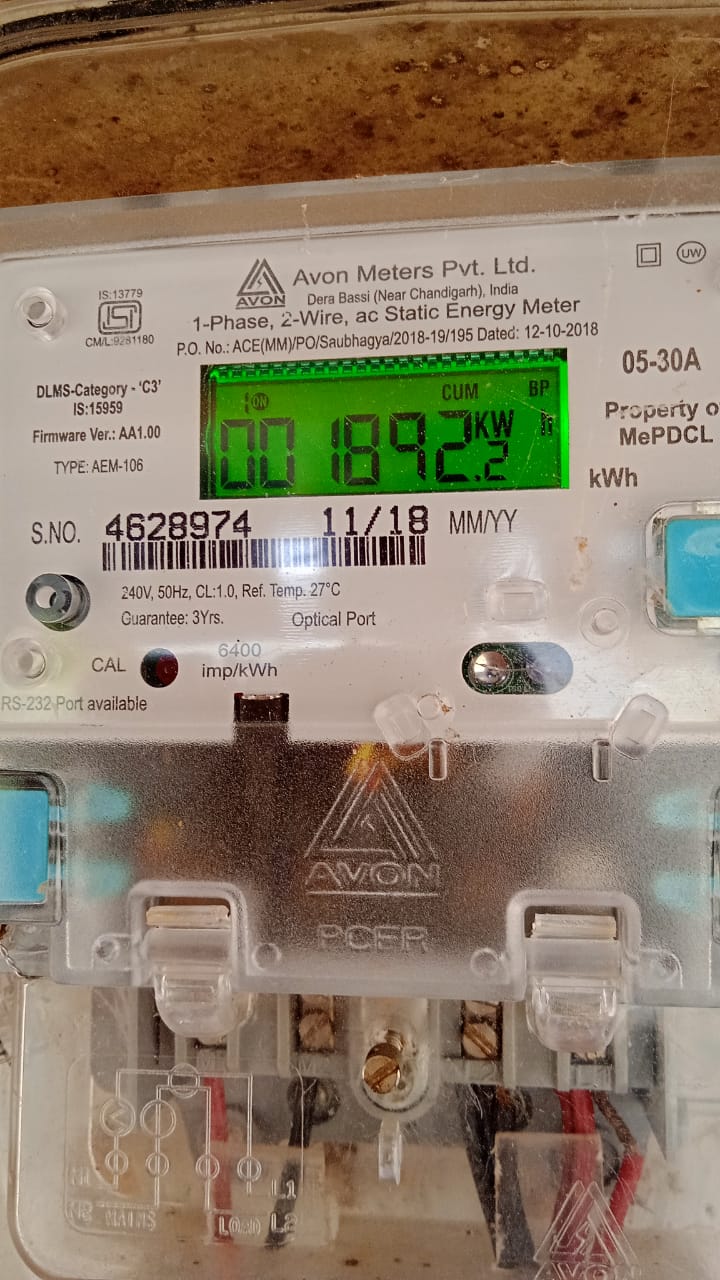 IS:13779
CM/L:9281180
AVON
Avon Meters Pvt. Ltd.
Dera Bassi (Near Chandigarh), India
1-Phase, 2-Wire, ac Static Energy Meter
P.O. No.: ACE(MM)/PO/Saubhagya/2018-19/195 Dated: 12-10-2018
UW
DLMS-Category - 'C3'
IS:15959
Firmware Ver.: AA1.00
TYPE: AEM-106
ON CUM BP
001892.2 KW h
05-30A
Property o
MePDCL
kWh
S.NO. 4628974 11/18 MM/YY
240V, 50Hz, CL:1.0, Ref. Temp. 27°C
Guarantee: 3Yrs. Optical Port
CAL 6400
imp/kWh
RS-232 Port available
AVON
PCER
L1
MAINS LOAD L2
AVON